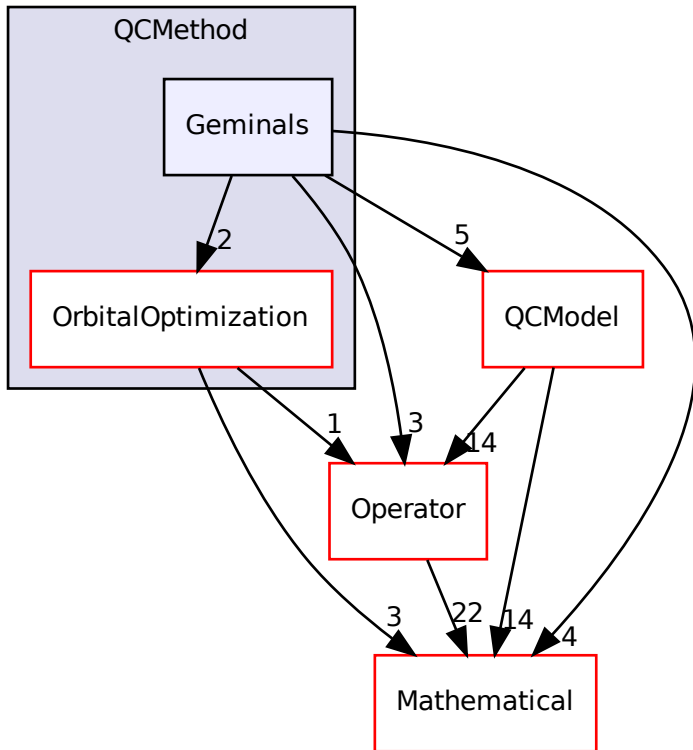 QCMethod
Geminals
2
5
OrbitalOptimization
QCModel
1
3
14
Operator
3
22
14
4
Mathematical